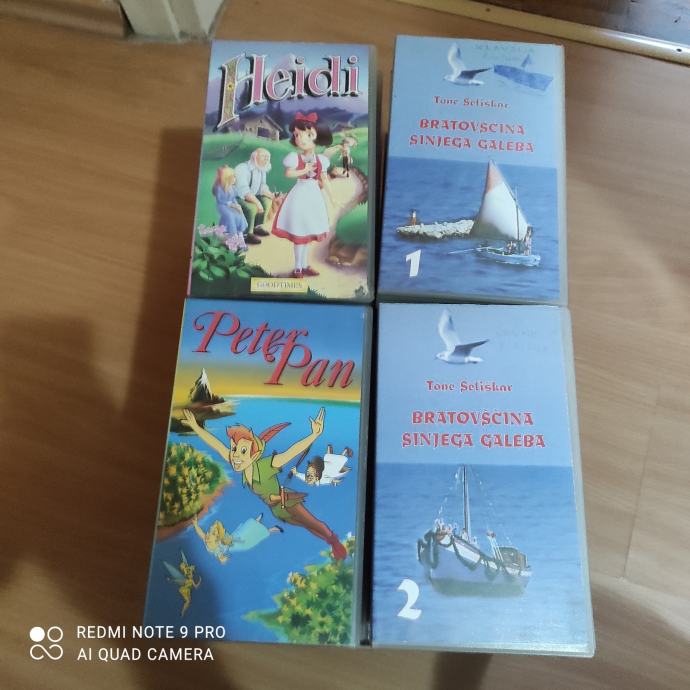 Heidi
GOODTIMES
Tone Seliškar
BRATOVŠČINA
SINJEGA GALEBA
1
Peter
Pan
Tone Seliškar
BRATOVŠČINA
SINJEGA GALEBA
2
REDMI NOTE 9 PRO
AI QUAD CAMERA